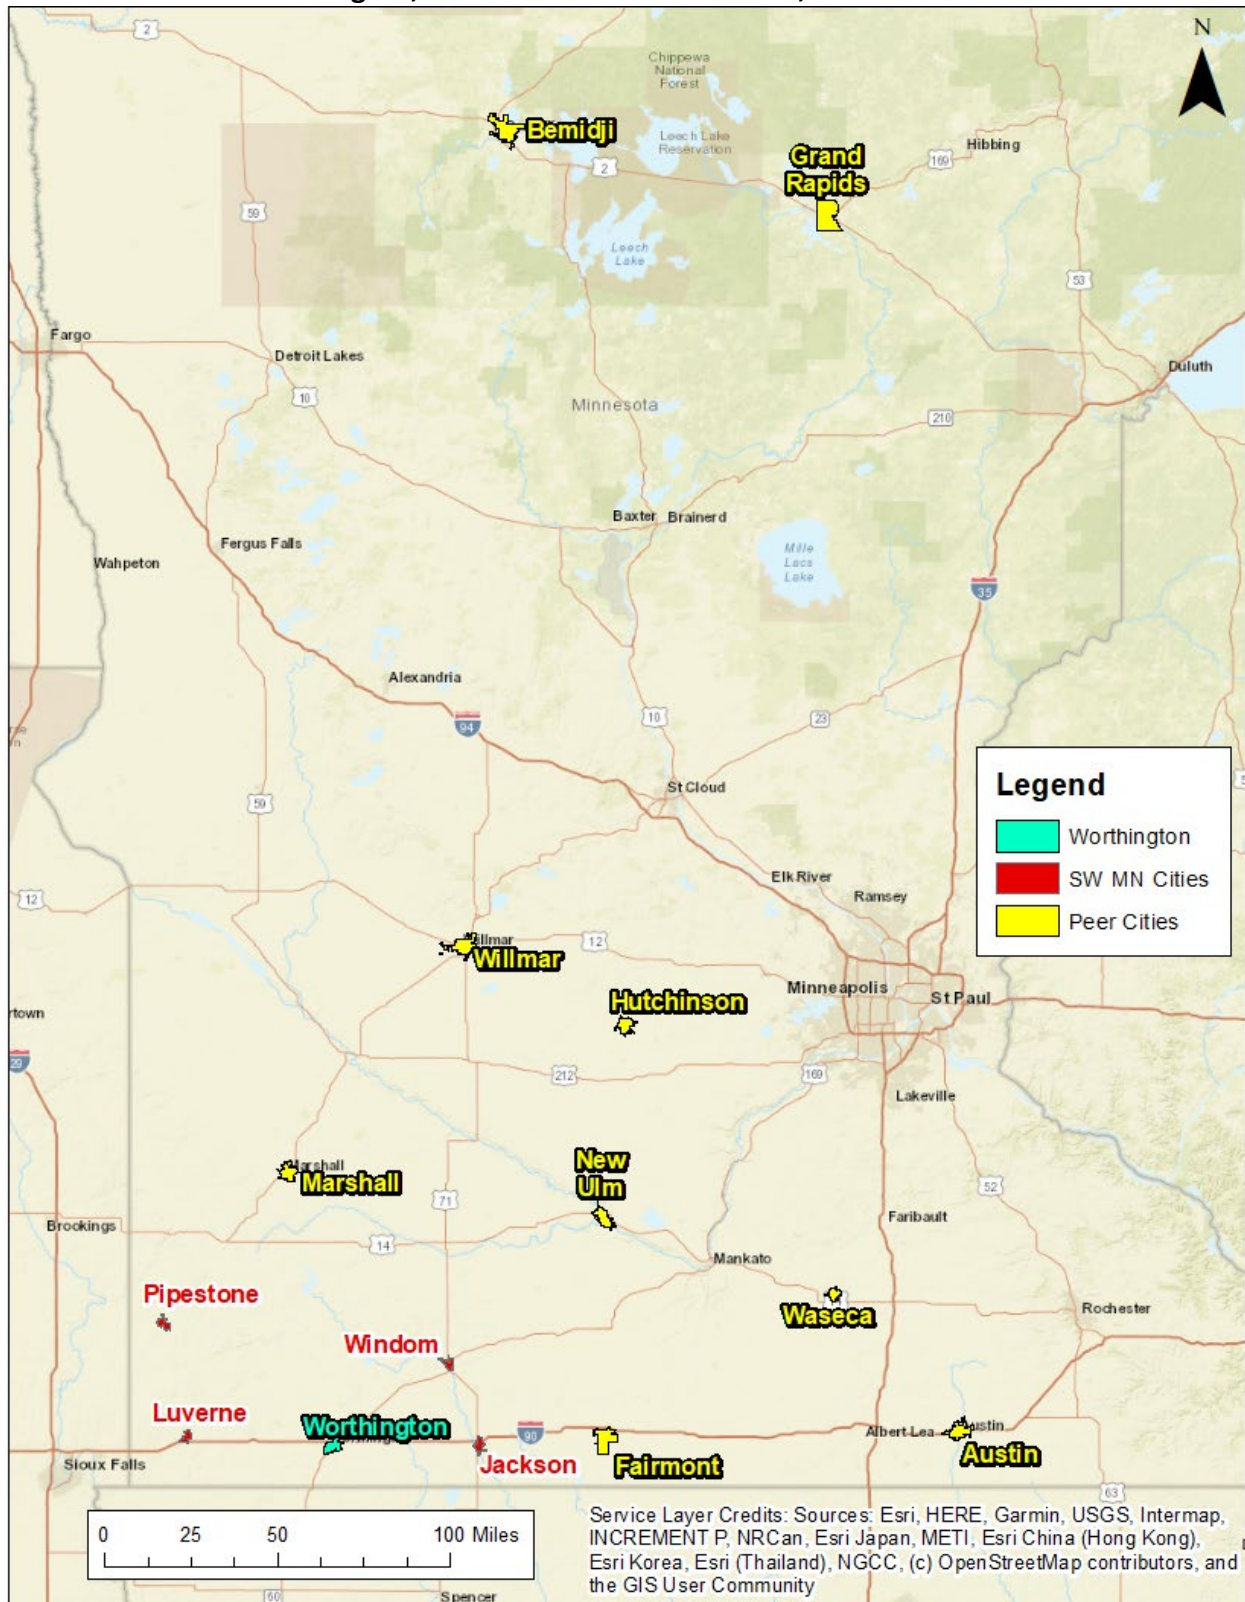 N
2
Chippewa
National
Forest
Bemidji
Leech Lake
Reservation
Hibbing
169
Grand
Rapids
2
59
Leech
Lake
53
Fargo
Detroit Lakes
Duluth
10
Minnesota
210
Baxter
Brainerd
Fergus Falls
Mille
Lacs
Lake
Wahpeton
35
Alexandria
94
10
23
St Cloud
59
Legend
Worthington
SW MN Cities
Peer Cities
Elk River
Ramsey
12
Willmar
12
Minneapolis
St Paul
Hutchinson
29
212
169
Lakeville
New
Ulm
Marshall
71
52
Brookings
Faribault
14
Mankato
Pipestone
Waseca
Rochester
Windom
Luverne
Worthington
90
Albert Lea
Austin
Sioux Falls
Jackson
Fairmont
63
0 25 50 100 Miles
Service Layer Credits: Sources: Esri, HERE, Garmin, USGS, Intermap,
INCREMENT P, NRCan, Esri Japan, METI, Esri China (Hong Kong),
Esri Korea, Esri (Thailand), NGCC, (c) OpenStreetMap contributors, and
the GIS User Community
60
Spencer